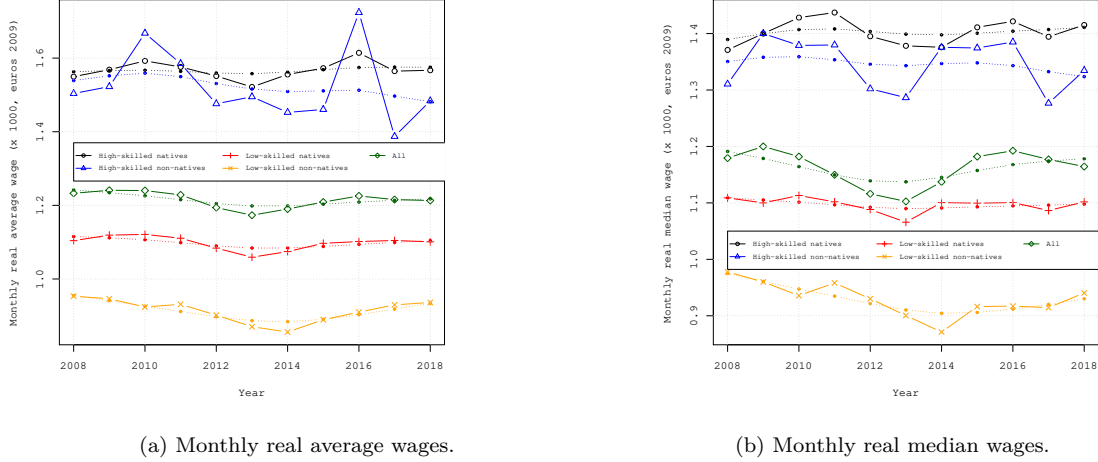 Monthly real average wage (x 1000, euros 2009)
1.6
1.4
1.2
1.0
High-skilled natives
High-skilled non-natives
Low-skilled natives
Low-skilled non-natives
All
2008 2010 2012 2014 2016 2018
Year
(a) Monthly real average wages.
Monthly real median wage (x 1000, euros 2009)
1.4
1.3
1.2
1.1
1.0
0.9
High-skilled natives
High-skilled non-natives
Low-skilled natives
Low-skilled non-natives
All
2008 2010 2012 2014 2016 2018
Year
(b) Monthly real median wages.